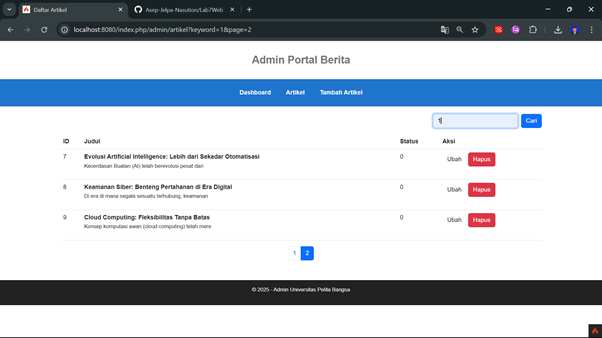 Daftar Artikel
Asep-Jelpa-Nasution/Lab7Web
localhost:8080/index.php/admin/artikel?keyword=1&page=2
Admin Portal Berita
Dashboard Artikel Tambah Artikel
1 Cari
ID Judul Status Aksi
7 Evolusi Artificial Intelligence: Lebih dari Sekadar Otomatisasi 0 Ubah Hapus
Kecerdasan Buatan (AI) telah berevolusi pesat dari
8 Keamanan Siber: Benteng Pertahanan di Era Digital 0 Ubah Hapus
Di era di mana segala sesuatu terhubung, keamanan
9 Cloud Computing: Fleksibilitas Tanpa Batas 0 Ubah Hapus
Konsep komputasi awan (cloud computing) telah mere
1 2
© 2025 - Admin Universitas Pelita Bangsa